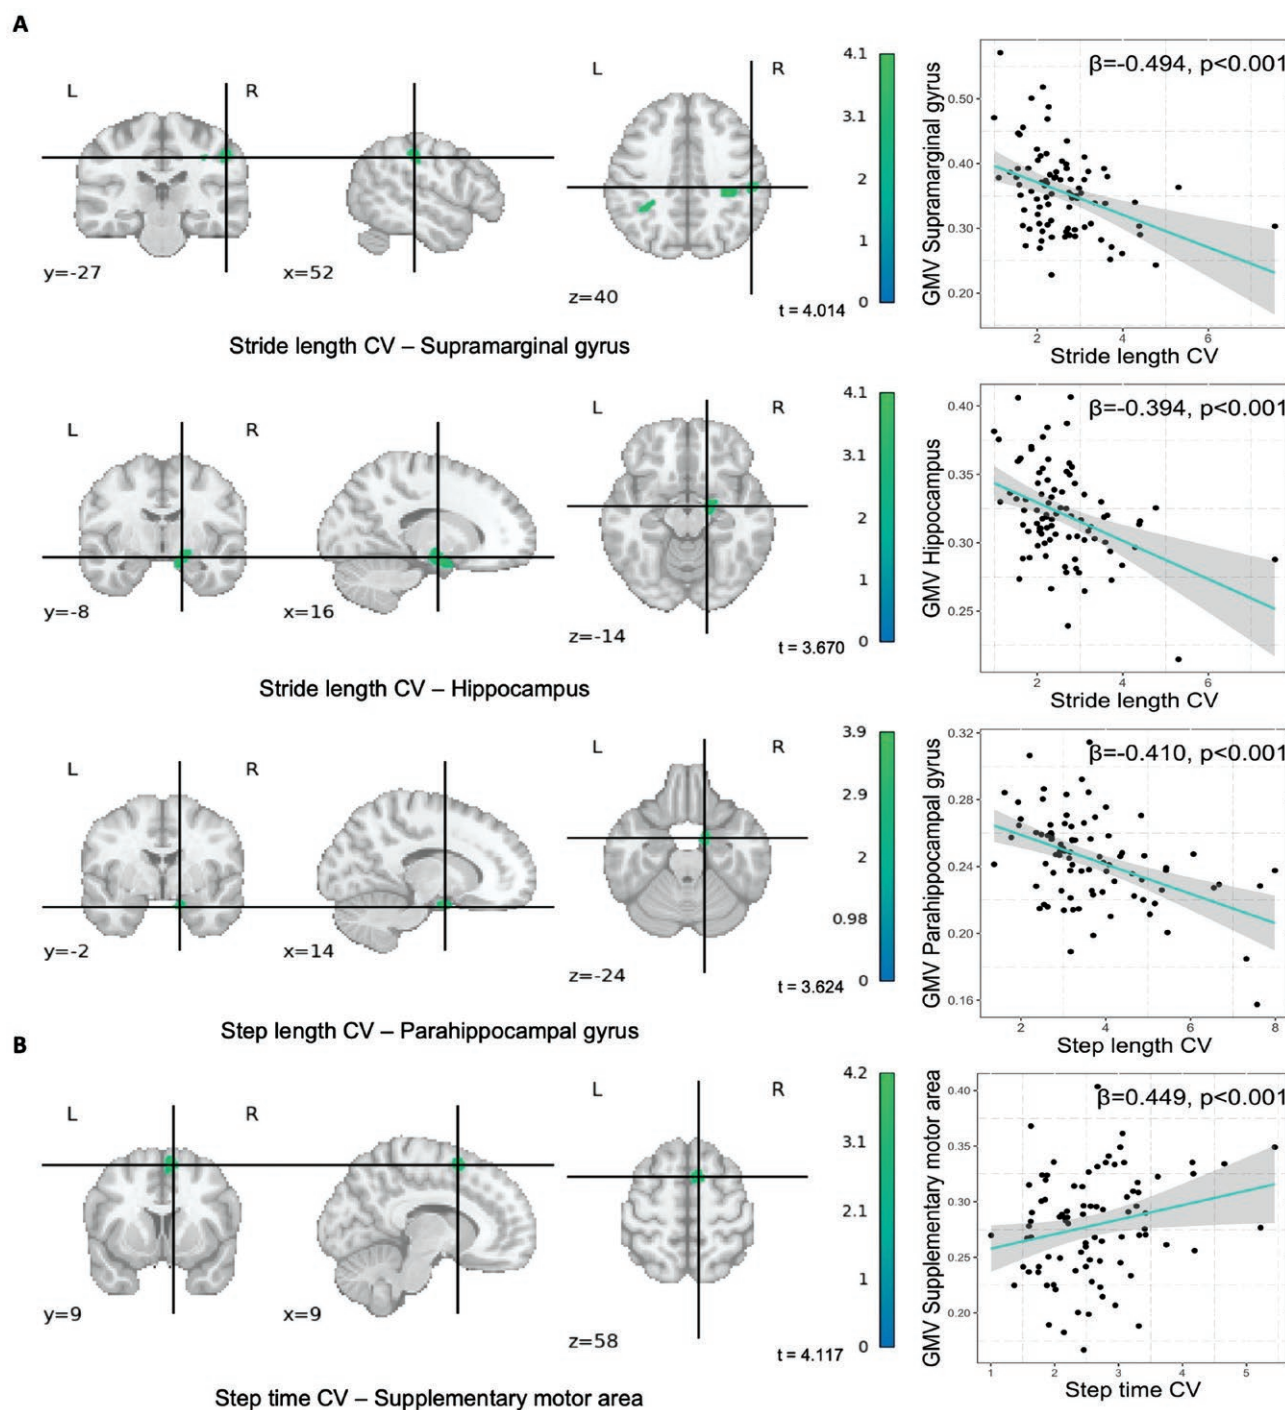 A
L
R
L
R
y=-27
x=52
z=40
4.1
3.1
2
1
0
t = 4.014
Stride length CV – Supramarginal gyrus
β=-0.494, p<0.001
GMV Supramarginal gyrus
0.50
0.40
0.30
0.20
2
4
6
Stride length CV
L
R
L
R
y=-8
x=16
z=-14
4.1
3.1
2
1
0
t = 3.670
Stride length CV – Hippocampus
β=-0.394, p<0.001
GMV Hippocampus
0.40
0.35
0.30
0.25
2
4
6
Stride length CV
L
R
L
R
y=-2
x=14
z=-24
3.9
2.9
2
0.98
0
t = 3.624
Step length CV – Parahippocampal gyrus
β=-0.410, p<0.001
GMV Parahippocampal gyrus
0.32
0.28
0.24
0.20
0.16
2
4
6
8
Step length CV
B
L
R
L
R
y=9
x=9
z=58
4.2
3.1
2.1
1
0
t = 4.117
Step time CV – Supplementary motor area
β=0.449, p<0.001
GMV Supplementary motor area
0.40
0.35
0.30
0.25
0.20
1
2
3
4
5
Step time CV